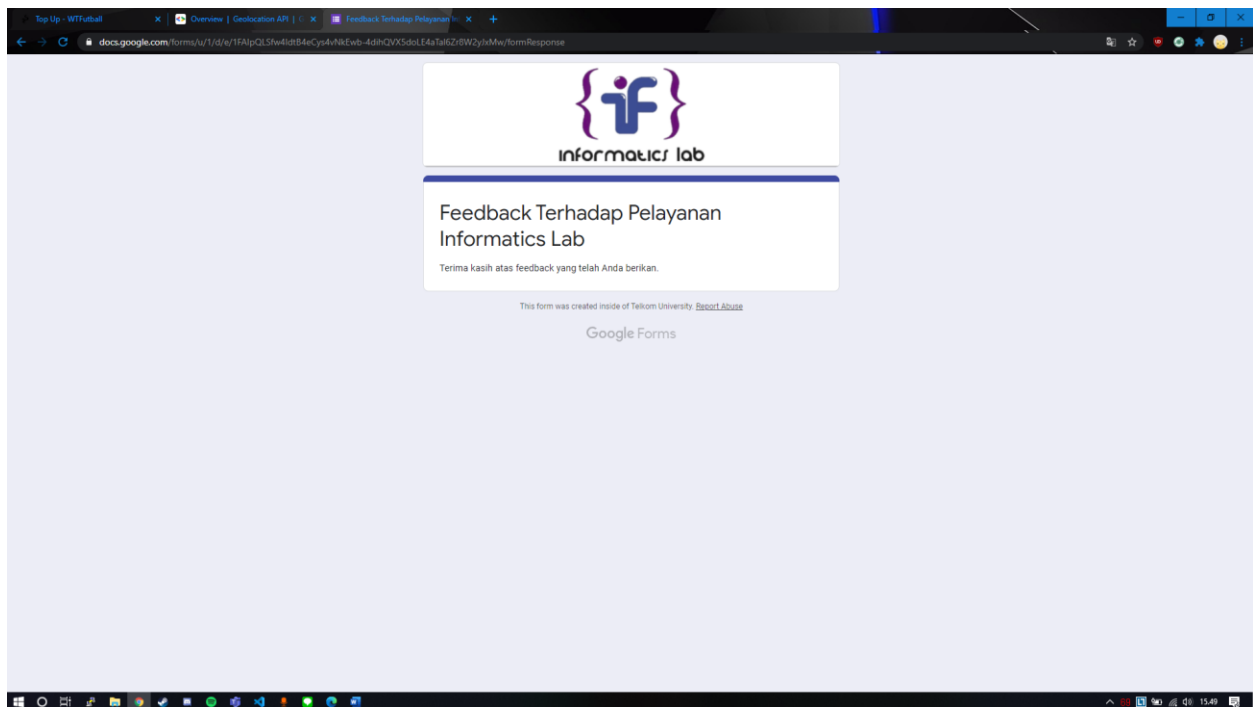 Top Up - WTFutball
Overview | Geolocation API | G
Feedback Terhadap Pelayanan In
docs.google.com/forms/u/1/d/e/
/formResponse
{if}
informatics lab
Feedback Terhadap Pelayanan
Informatics Lab
Terima kasih atas feedback yang telah Anda berikan.
This form was created inside of Telkom University. Report Abuse
Google Forms
15.49